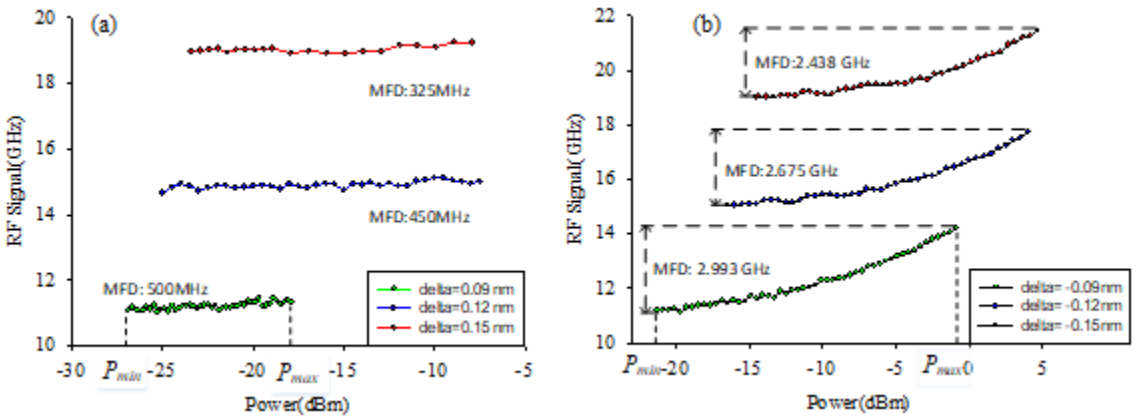 (a)
RF Signal(GHz)
20
18
16
14
12
10
MFD:325MHz
MFD:450MHz
MFD:500MHz
delta=0.09 nm
delta=0.12 nm
delta=0.15 nm
-30 -25 -20 -15 -10 -5
Pmin Pmax
Power(dBm)
(b)
RF Signal(GHz)
22
20
18
16
14
12
10
MFD:2.438 GHz
MFD:2.675 GHz
MFD: 2.993 GHz
delta= -0.09nm
delta= -0.12nm
delta= -0.15nm
Pmin -20 -15 -10 -5 Pmax 0 5
Power(dBm)